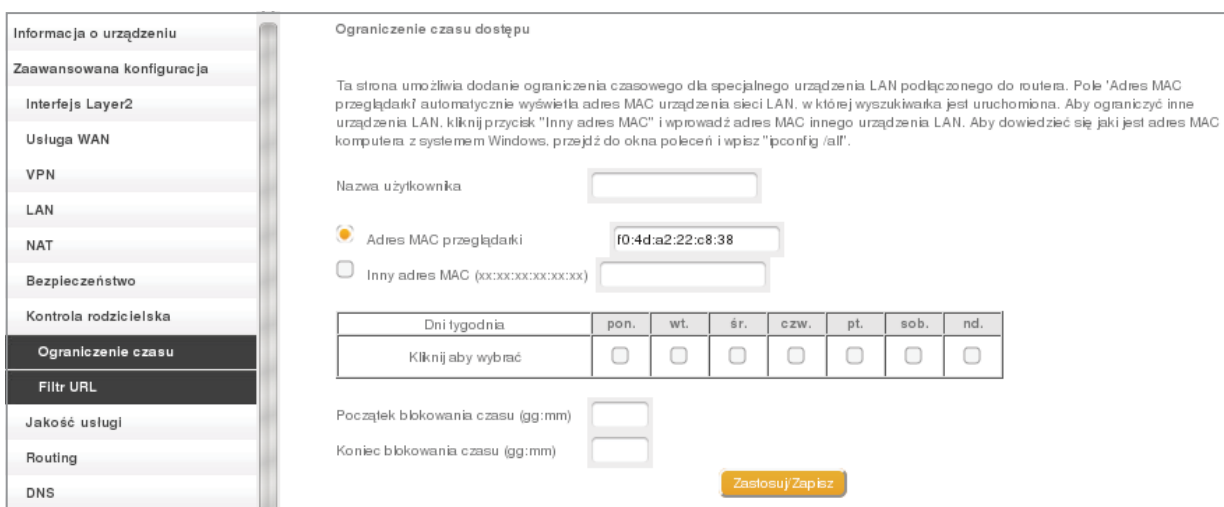 Informacja o urządzeniu
Zaawansowana konfiguracja
Interfejs Layer2
Usługa WAN
VPN
LAN
NAT
Bezpieczeństwo
Kontrola rodzicielska
Ograniczenie czasu
Filtr URL
Jakość usługi
Routing
DNS
Ograniczenie czasu dostępu
Ta strona umożliwia dodanie ograniczenia czasowego dla specjalnego urządzenia LAN podłączonego do routera. Pole 'Adres MAC
przeglądarki' automatycznie wyświetla adres MAC urządzenia sieci LAN, w której wyszukiwarka jest uruchomiona. Aby ograniczyć inne
urządzenia LAN, kliknij przycisk "Inny adres MAC" i wprowadź adres MAC innego urządzenia LAN. Aby dowiedzieć się jaki jest adres MAC
komputera z systemem Windows, przejdź do okna poleceń i wpisz "ipconfig /all".
Nazwa użytkownika
Adres MAC przeglądarki f0:4d:a2:22:c8:38
Inny adres MAC (xx:xx:xx:xx:xx:xx)
Dni tygodnia pon. wt. śr. czw. pt. sob. nd.
Kliknij aby wybrać
Początek blokowania czasu (gg:mm)
Koniec blokowania czasu (gg:mm)
Zastosuj/Zapisz